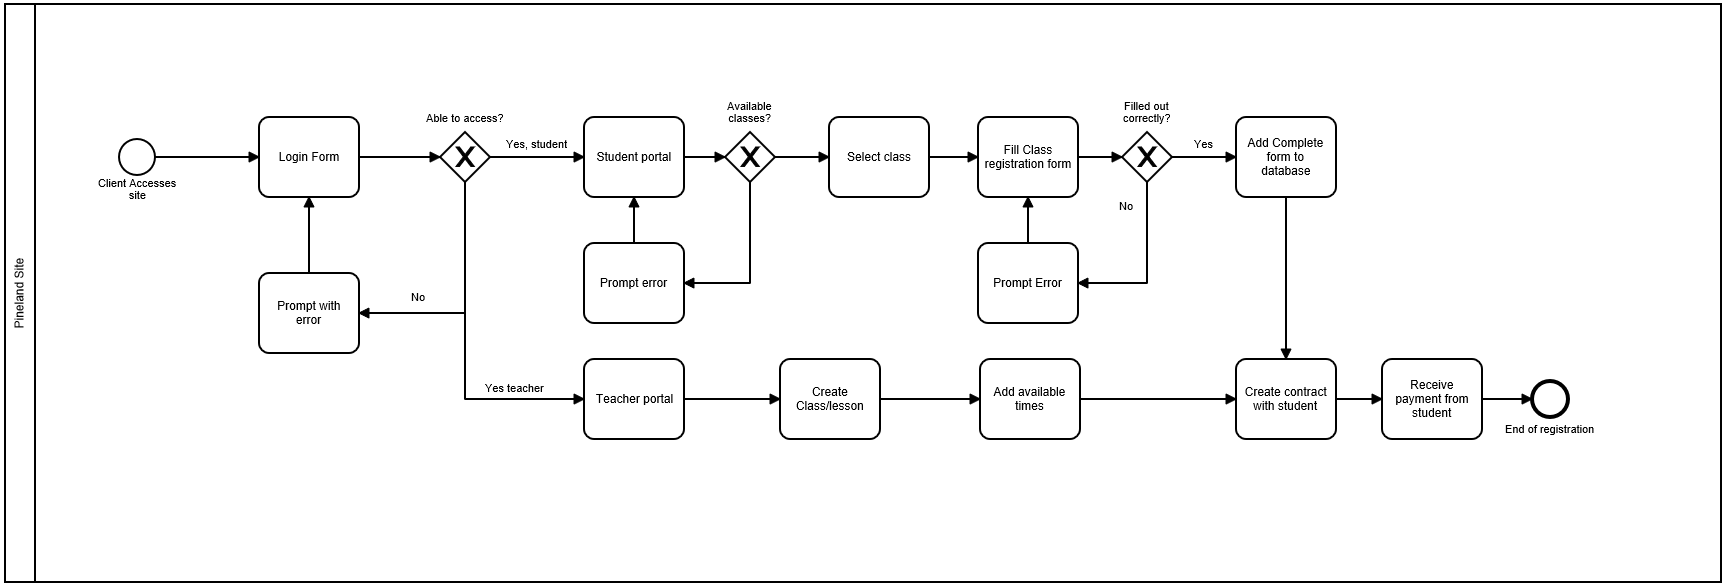 Pineland Site
Client Accesses
site
Login Form
Prompt with
error
Able to access?
Yes, student
No
Yes teacher
Student portal
Prompt error
Available
classes?
Select class
Fill Class
registration form
Prompt Error
Filled out
correctly?
Yes
No
Add Complete
form to
database
Teacher portal
Create
Class/lesson
Add available
times
Create contract
with student
Receive
payment from
student
End of registration